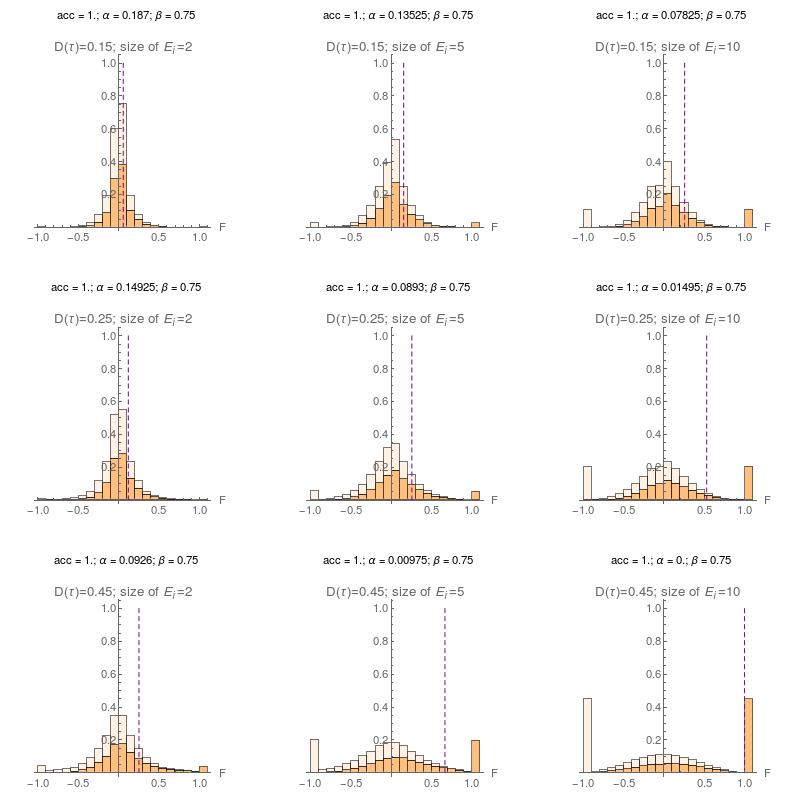 acc = 1.; α = 0.187; β = 0.75
D(τ)=0.15; size of Ei=2
1.0
0.8
0.6
0.4
0.2
−1.0 −0.5 0.5 1.0 F
acc = 1.; α = 0.13525; β = 0.75
D(τ)=0.15; size of Ei=5
1.0
0.8
0.6
0.4
0.2
−1.0 −0.5 0.5 1.0 F
acc = 1.; α = 0.07825; β = 0.75
D(τ)=0.15; size of Ei=10
1.0
0.8
0.6
0.4
0.2
−1.0 −0.5 0.5 1.0 F
acc = 1.; α = 0.14925; β = 0.75
D(τ)=0.25; size of Ei=2
1.0
0.8
0.6
0.4
0.2
−1.0 −0.5 0.5 1.0 F
acc = 1.; α = 0.0893; β = 0.75
D(τ)=0.25; size of Ei=5
1.0
0.8
0.6
0.4
0.2
−1.0 −0.5 0.5 1.0 F
acc = 1.; α = 0.01495; β = 0.75
D(τ)=0.25; size of Ei=10
1.0
0.8
0.6
0.4
0.2
−1.0 −0.5 0.5 1.0 F
acc = 1.; α = 0.0926; β = 0.75
D(τ)=0.45; size of Ei=2
1.0
0.8
0.6
0.4
0.2
−1.0 −0.5 0.5 1.0 F
acc = 1.; α = 0.00975; β = 0.75
D(τ)=0.45; size of Ei=5
1.0
0.8
0.6
0.4
0.2
−1.0 −0.5 0.5 1.0 F
acc = 1.; α = 0.; β = 0.75
D(τ)=0.45; size of Ei=10
1.0
0.8
0.6
0.4
0.2
−1.0 −0.5 0.5 1.0 F